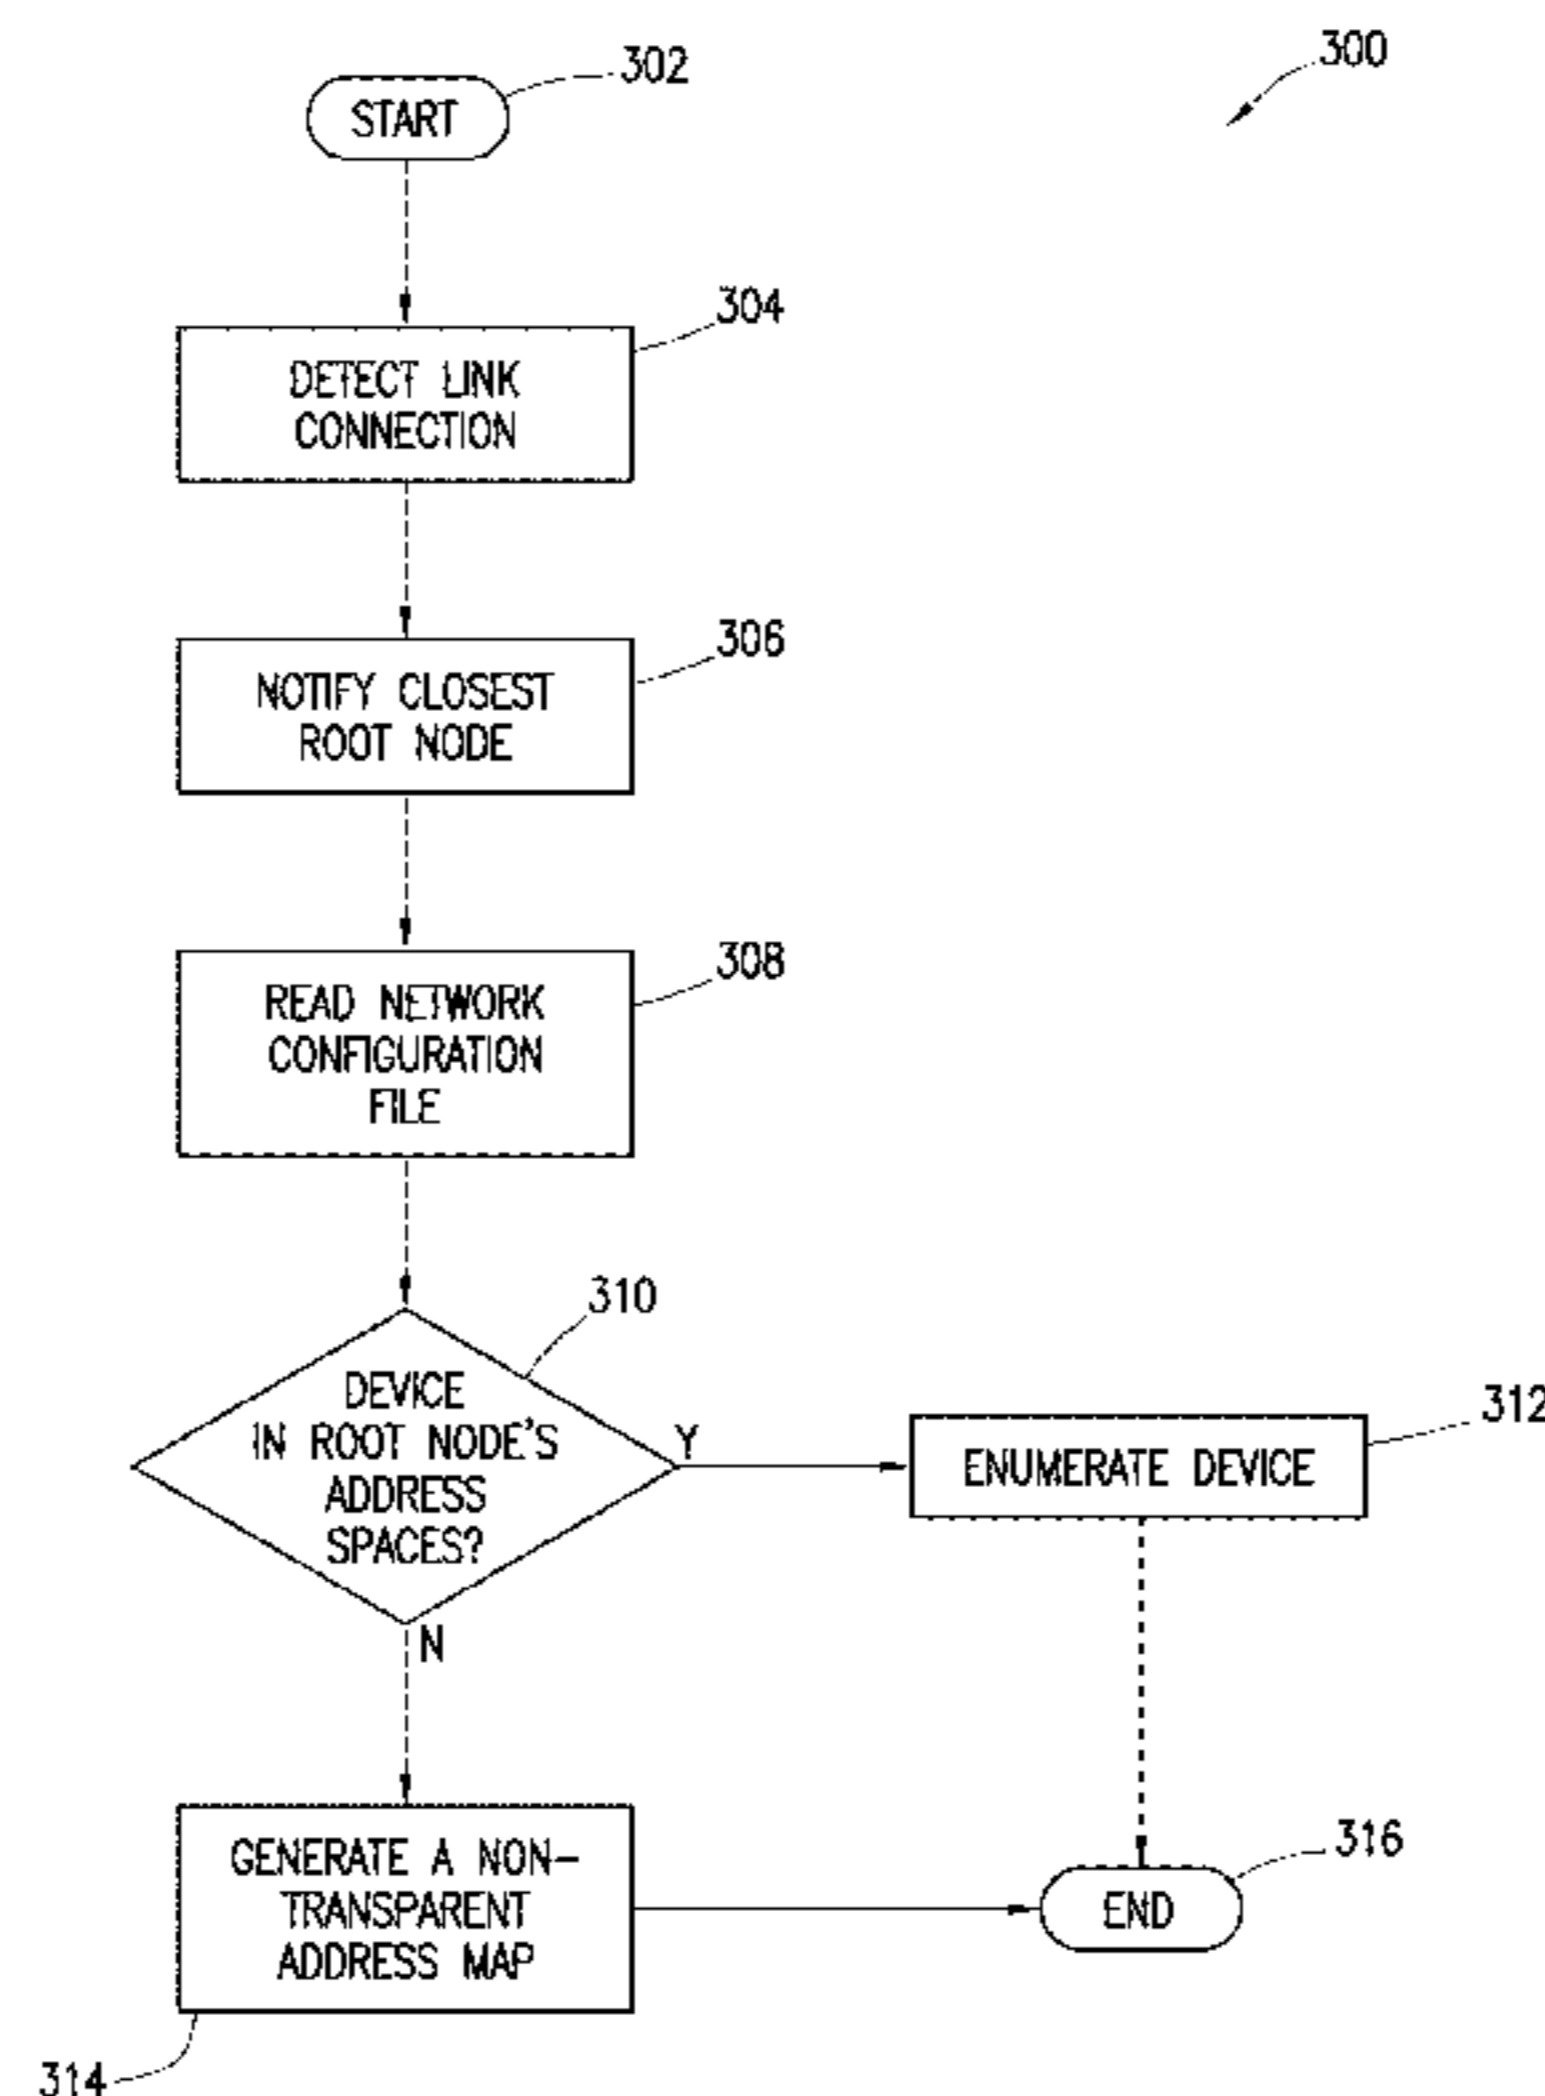 300
302
START
304
DETECT LINK
CONNECTION
306
NOTIFY CLOSEST
ROOT NODE
308
READ NETWORK
CONFIGURATION
FILE
310
DEVICE
IN ROOT NODE'S
ADDRESS
SPACES?
Y
312
ENUMERATE DEVICE
N
GENERATE A NON-
TRANSPARENT
ADDRESS MAP
314
316
END